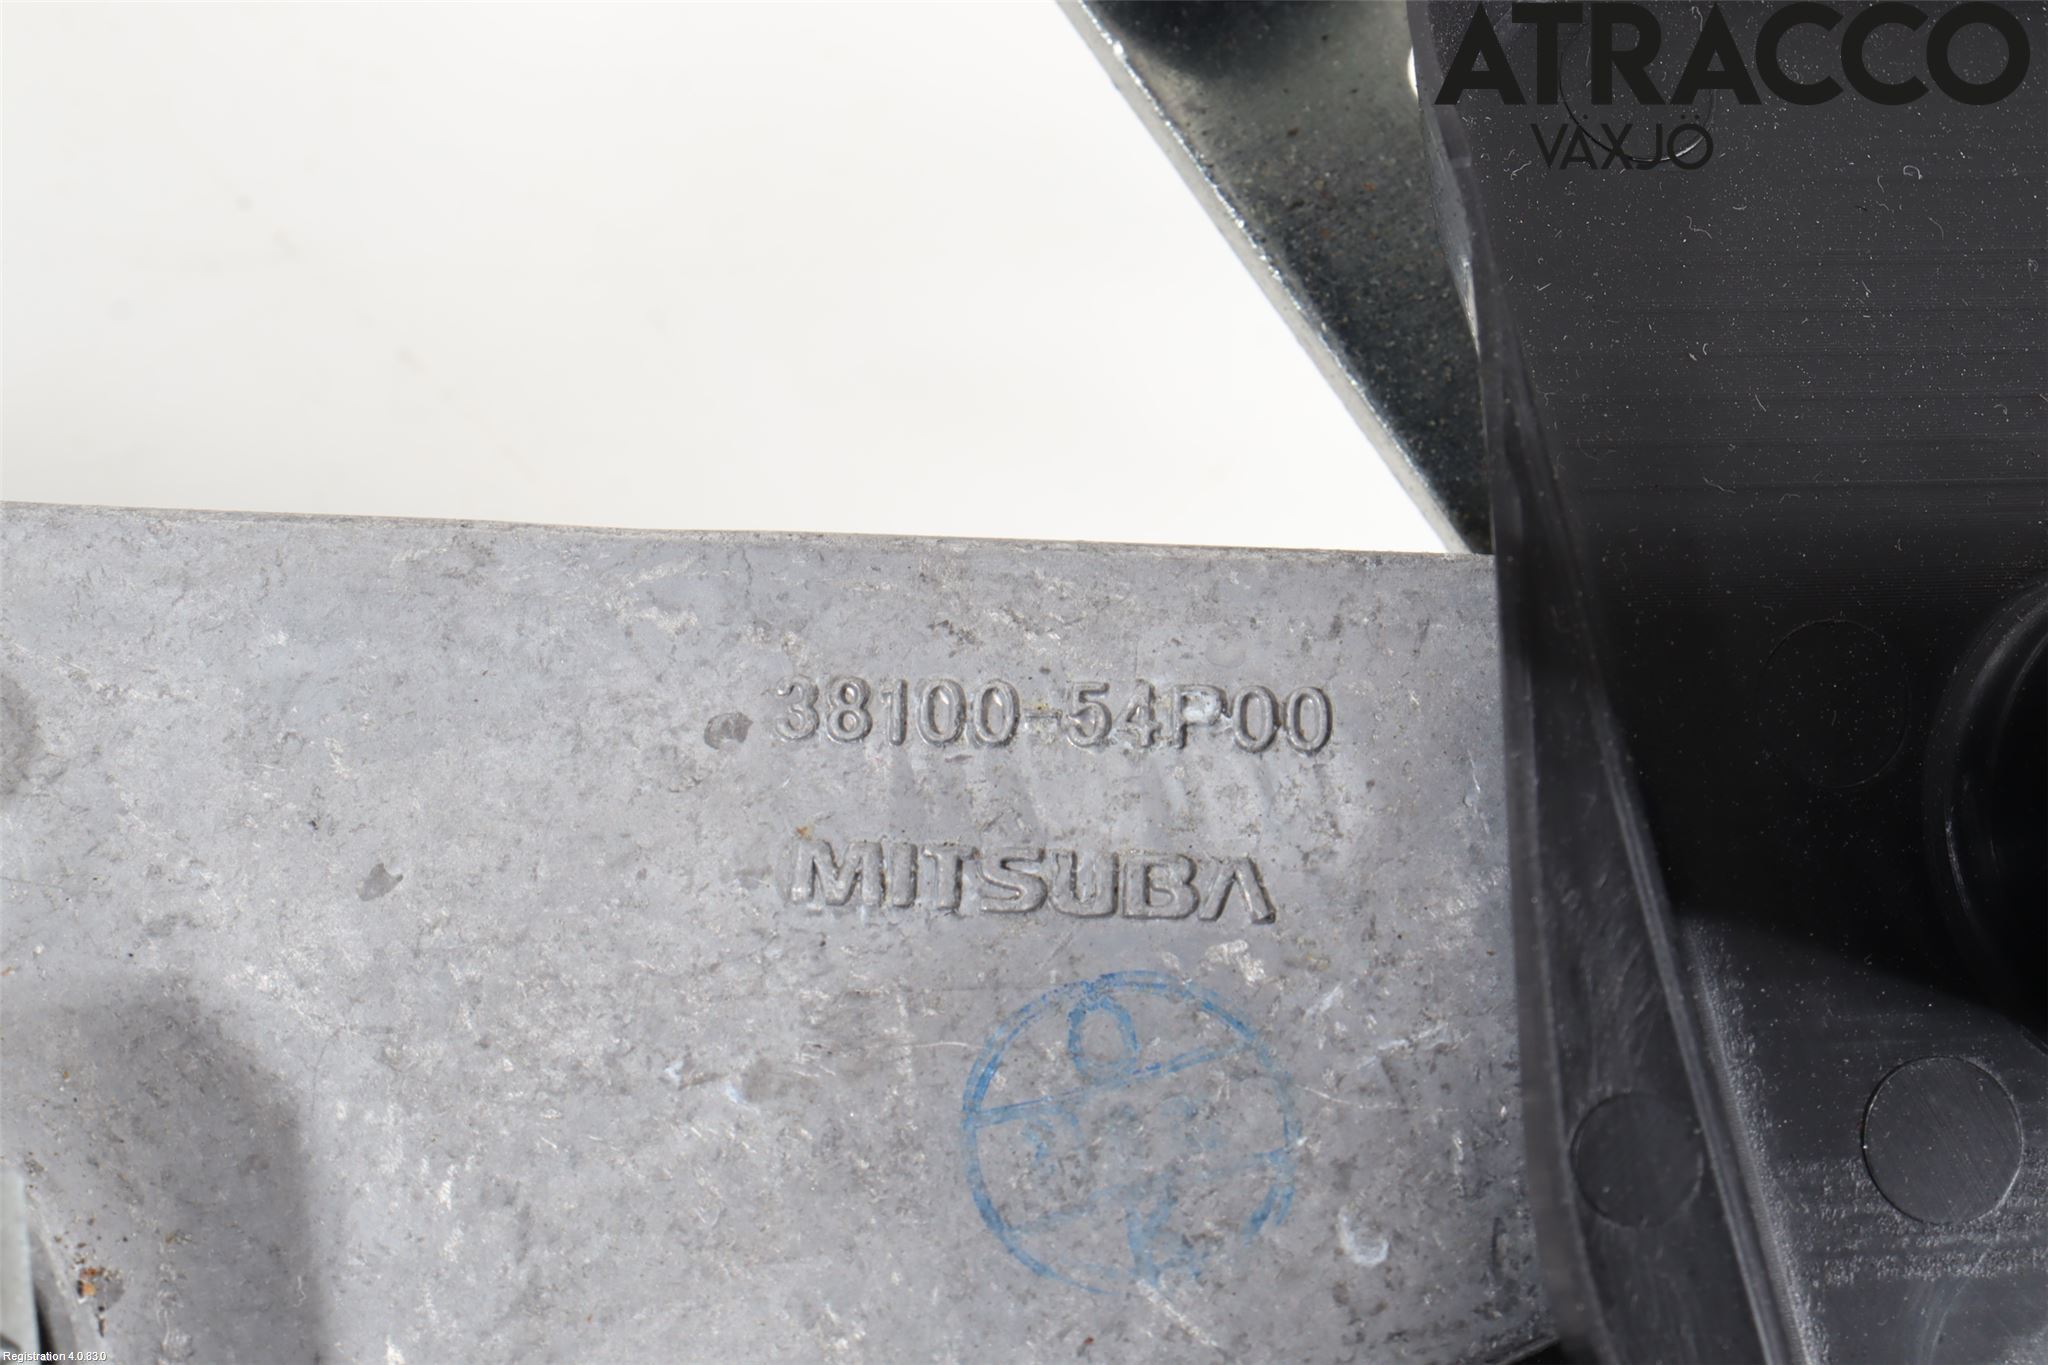 ATRACCO
VÄXJÖ
38100-54P00
MITSUBA
Registration 4.0.83.0